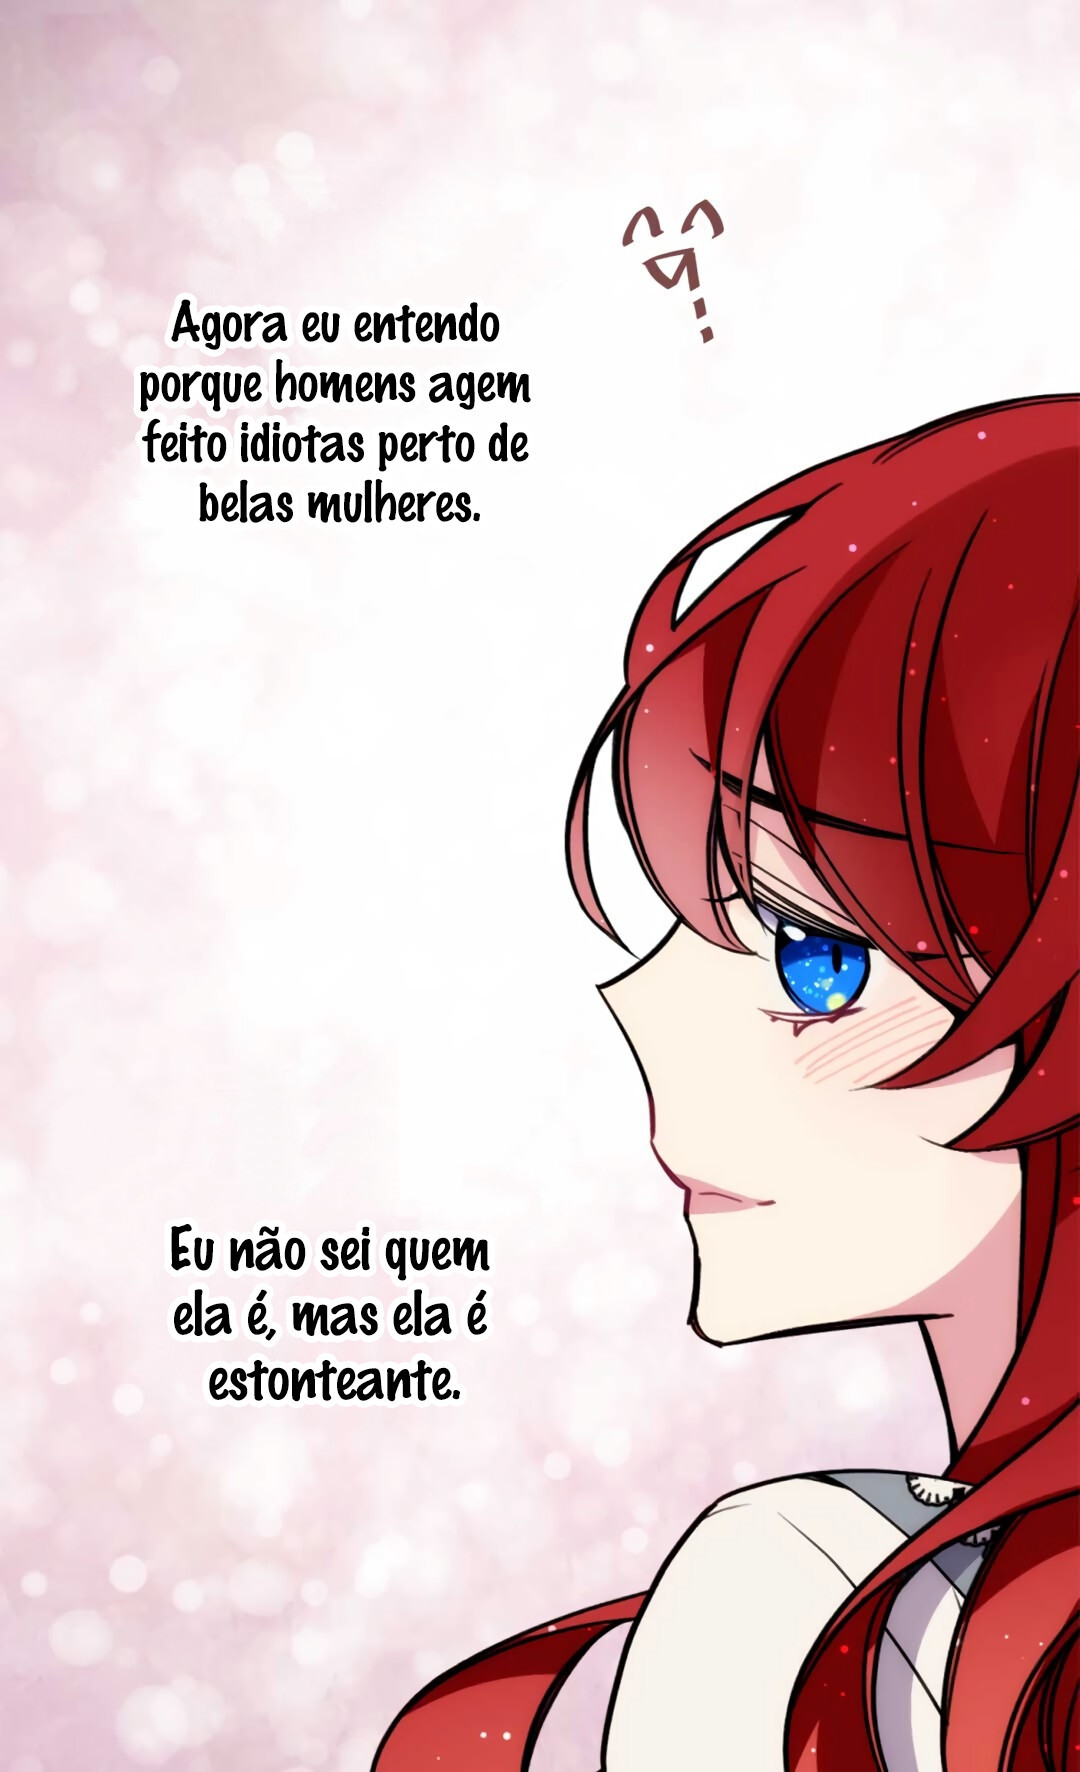 Agora eu entendo
porque homens agem
feito idiotas perto de
belas mulheres.
Eu não sei quem
ela é, mas ela é
estonteante.